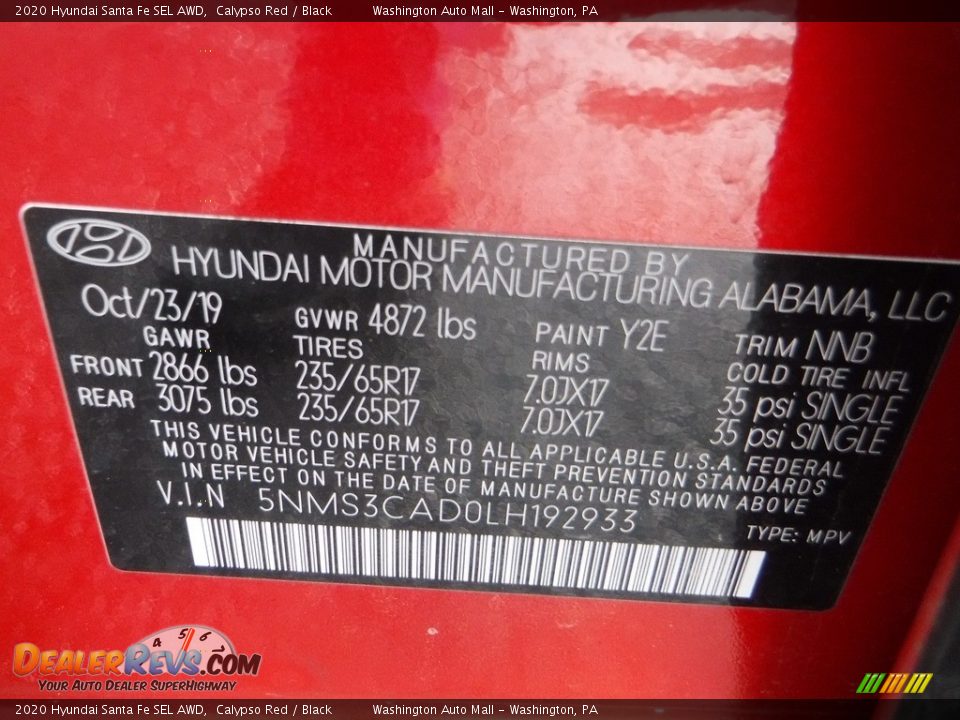 2020 Hyundai Santa Fe SEL AWD,  Calypso Red / Black    Washington Auto Mall - Washington, PA
MANUFACTURED BY
HYUNDAI MOTOR MANUFACTURING ALABAMA, LLC
Oct/23/19 GVWR 4872 lbs PAINT Y2E TRIM NNB
GAWR TIRES RIMS COLD TIRE INFL
FRONT 2866 lbs 235/65R17 7.0JX17 35 psi SINGLE
REAR 3075 lbs 235/65R17 7.0JX17 35 psi SINGLE
THIS VEHICLE CONFORMS TO ALL APPLICABLE U.S.A. FEDERAL
MOTOR VEHICLE SAFETY AND THEFT PREVENTION STANDARDS
IN EFFECT ON THE DATE OF MANUFACTURE SHOWN ABOVE
V.I.N 5NMS3CAD0LH192933
TYPE: MPV
4 5 6 7
DEALERREVS.COM
YOUR AUTO DEALER SUPERHIGHWAY
2020 Hyundai Santa Fe SEL AWD,  Calypso Red / Black    Washington Auto Mall - Washington, PA